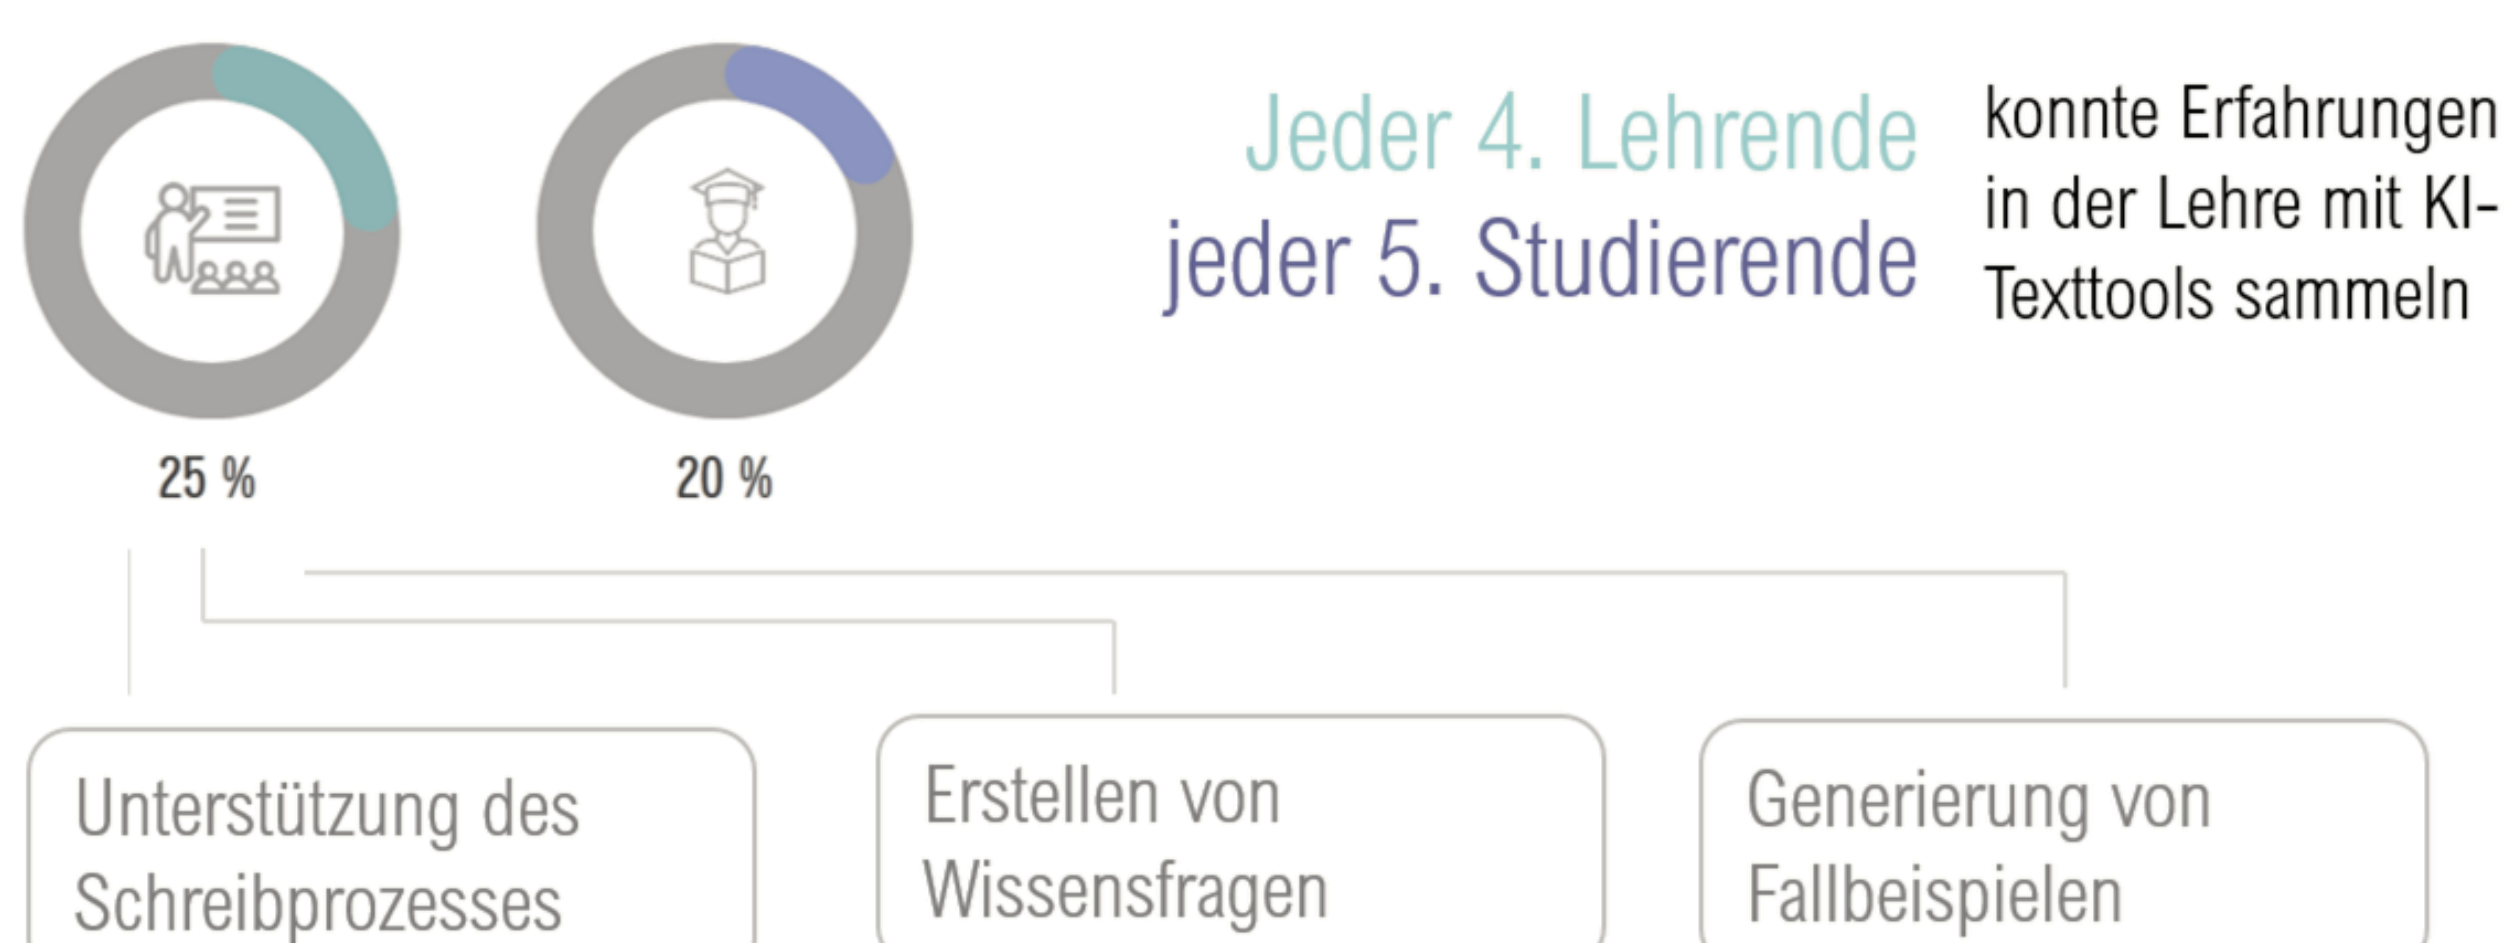 Jeder 4. Lehrende
jeder 5. Studierende
konnte Erfahrungen
in der Lehre mit KI-
Texttools sammeln
25 %
20 %
Unterstützung des
Schreibprozesses
Erstellen von
Wissensfragen
Generierung von
Fallbeispielen